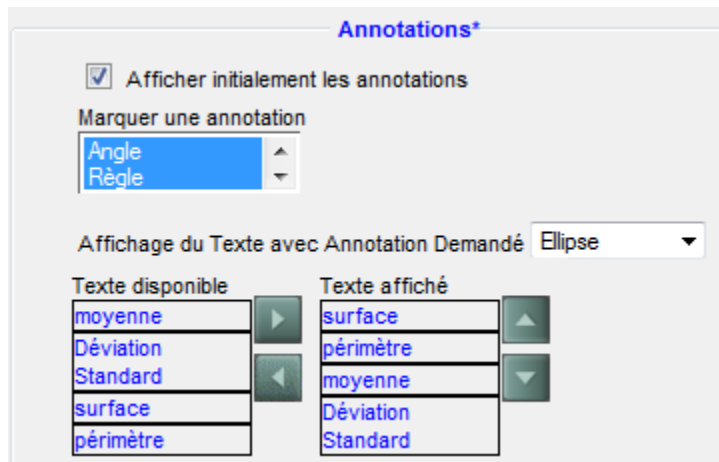 Annotations*
Afficher initialement les annotations
Marquer une annotation
Angle
Règle
Affichage du Texte avec Annotation Demandé Ellipse
Texte disponible
moyenne
Déviation
Standard
surface
périmètre
Texte affiché
surface
périmètre
moyenne
Déviation
Standard